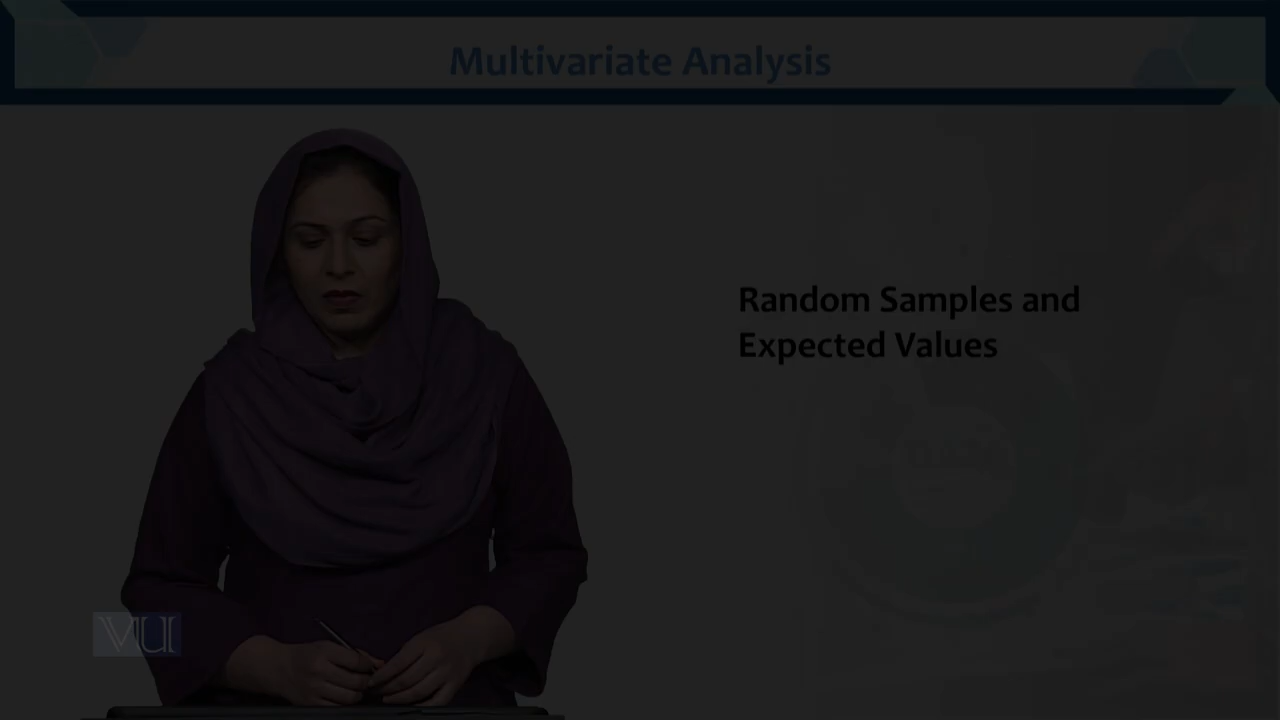 Multivariate Analysis
Random Samples and
Expected Values
VU